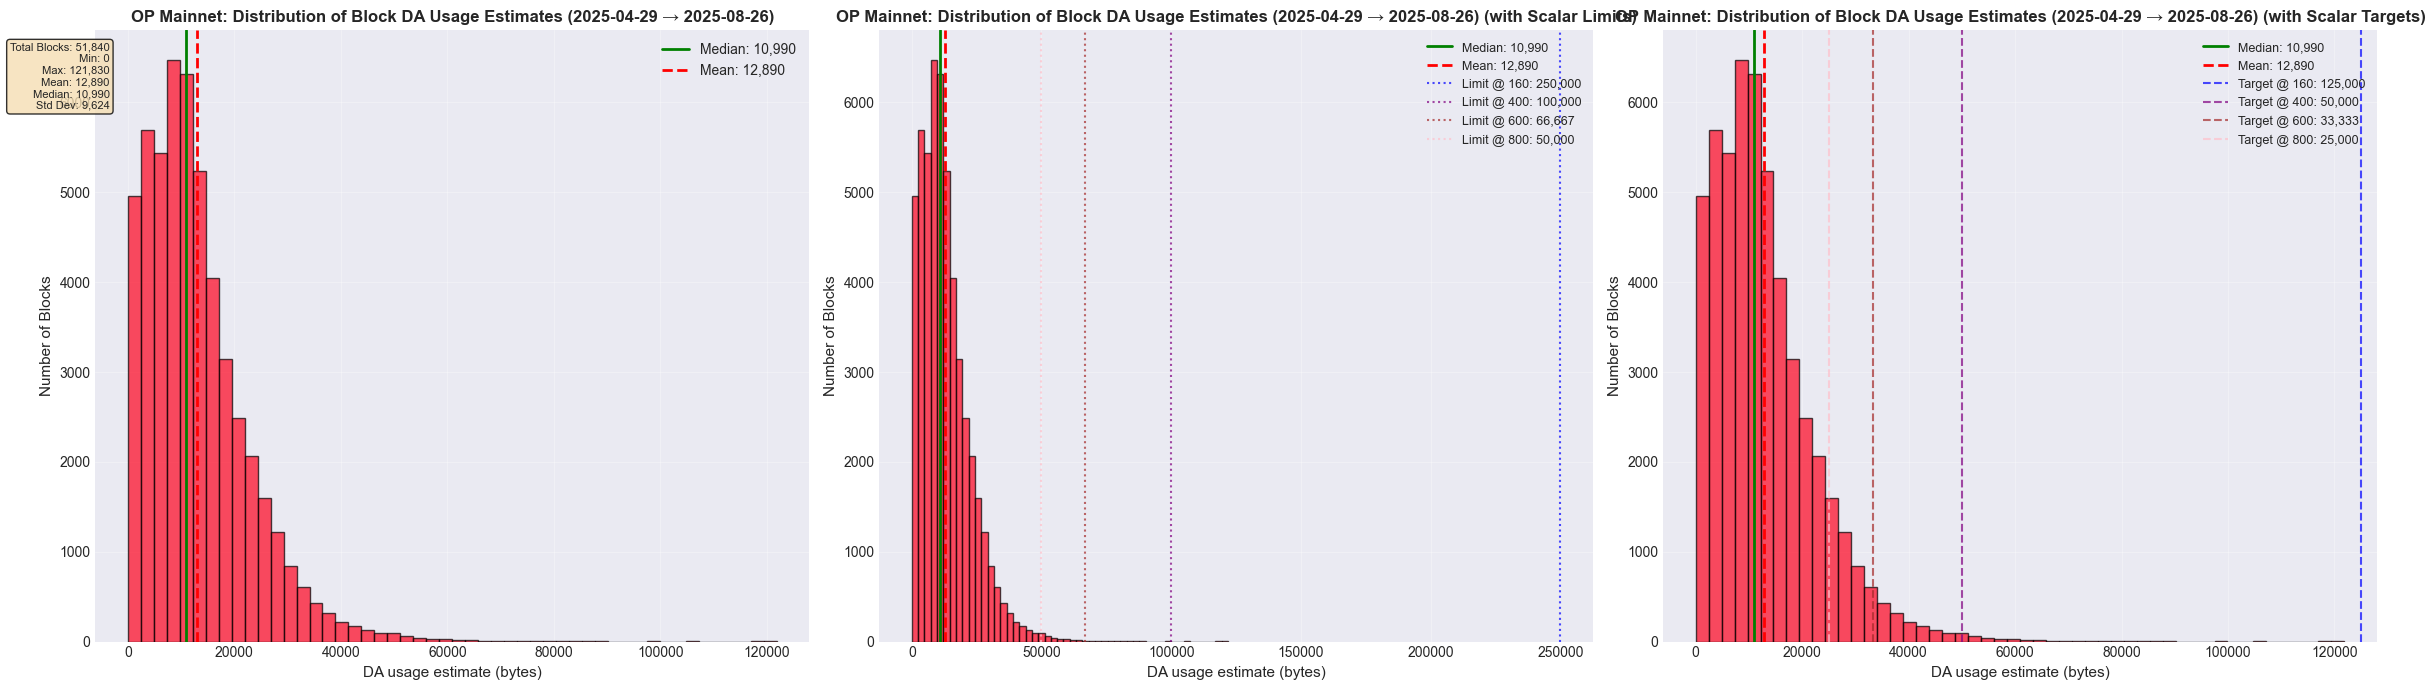 OP Mainnet: Distribution of Block DA Usage Estimates (2025-04-29 → 2025-08-26)
Total Blocks: 51,840
Min: 0
Max: 121,830
Mean: 12,890
Median: 10,990
Std Dev: 9,624
Median: 10,990
Mean: 12,890
Number of Blocks
6000
5000
4000
3000
2000
1000
0
0 20000 40000 60000 80000 100000 120000
DA usage estimate (bytes)
OP Mainnet: Distribution of Block DA Usage Estimates (2025-04-29 → 2025-08-26) (with Scalar Limits)
Median: 10,990
Mean: 12,890
Limit @ 160: 250,000
Limit @ 400: 100,000
Limit @ 600: 66,667
Limit @ 800: 50,000
Number of Blocks
6000
5000
4000
3000
2000
1000
0
0 50000 100000 150000 200000 250000
DA usage estimate (bytes)
OP Mainnet: Distribution of Block DA Usage Estimates (2025-04-29 → 2025-08-26) (with Scalar Targets)
Median: 10,990
Mean: 12,890
Target @ 160: 125,000
Target @ 400: 50,000
Target @ 600: 33,333
Target @ 800: 25,000
Number of Blocks
6000
5000
4000
3000
2000
1000
0
0 20000 40000 60000 80000 100000 120000
DA usage estimate (bytes)